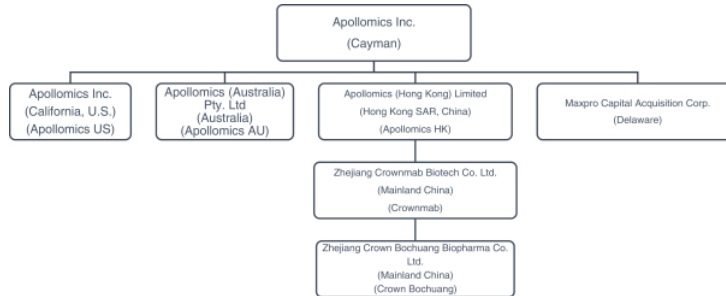 Apollomics Inc.
(Cayman)
Apollomics Inc.
(California, U.S.)
(Apollomics US)
Apollomics (Australia)
Pty. Ltd
(Australia)
(Apollomics AU)
Apollomics (Hong Kong) Limited
(Hong Kong SAR, China)
(Apollomics HK)
Maxpro Capital Acquisition Corp.
(Delaware)
Zhejiang Crownmab Biotech Co. Ltd.
(Mainland China)
(Crownmab)
Zhejiang Crown Bochuang Biopharma Co.
Ltd.
(Mainland China)
(Crown Bochuang)